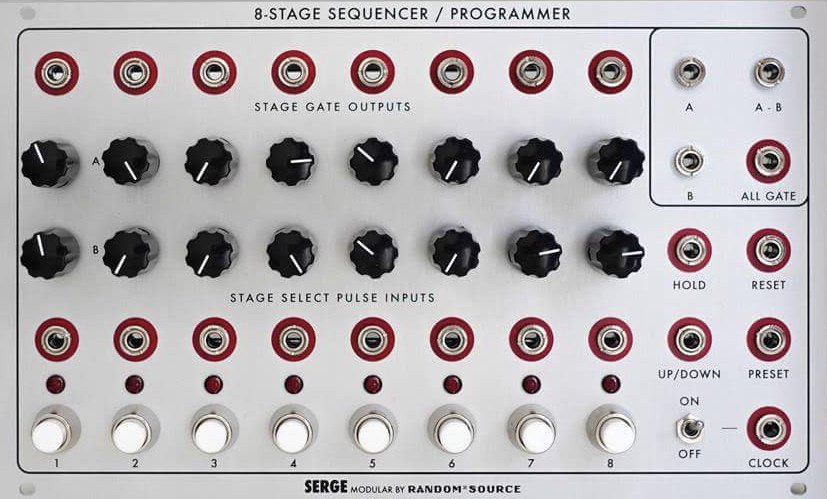 8-STAGE SEQUENCER / PROGRAMMER
STAGE GATE OUTPUTS
A
A - B
A
B
ALL GATE
B
HOLD
RESET
STAGE SELECT PULSE INPUTS
UP/DOWN
PRESET
ON
OFF
1 2 3 4 5 6 7 8
CLOCK
SERGE MODULAR BY RANDOM*SOURCE